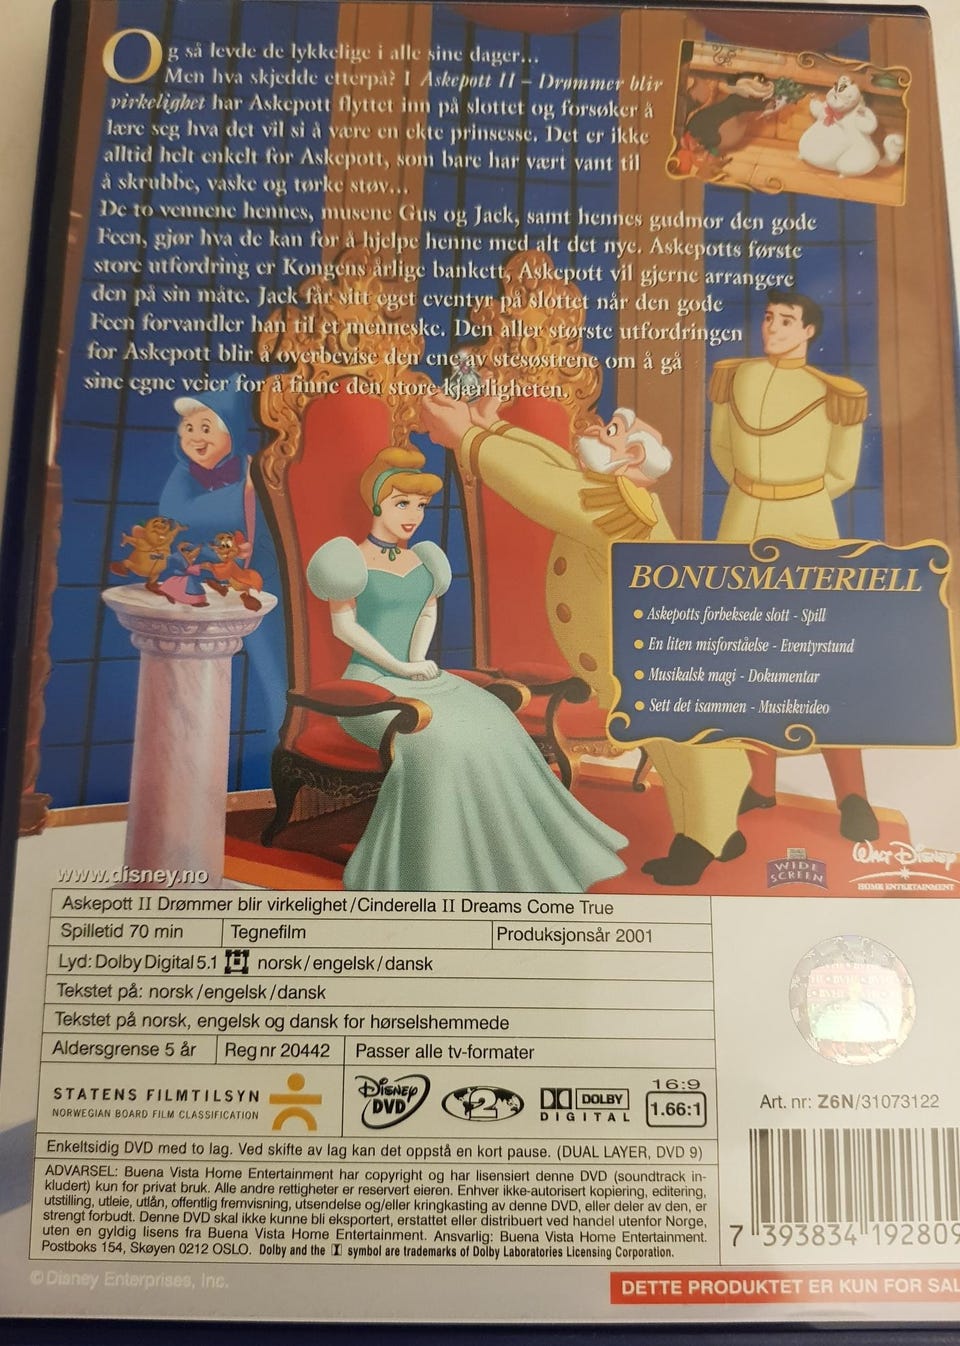 Og så levde de lykkelige i alle sine dager...
Men hva skjedde etterpå? I Askepott II – Drømmer blir
virkelighet har Askepott flyttet inn på slottet og forsøker å
lære seg hva det vil si å være en ekte prinsesse. Det er ikke
alltid helt enkelt for Askepott, som bare har vært vant til
å skrubbe, vaske og tørke støv...
De to vennene hennes, musene Gus og Jack, samt hennes gudmor den gode
Feen, gjør hva de kan for å hjelpe henne med alt det nye. Askepotts første
store utfordring er Kongens årlige bankett, Askepott vil gjerne arrangere
den på sin måte. Jack får sitt eget eventyr på slottet når den gode
Feen forvandler han til et menneske. Den aller største utfordringen
for Askepott blir å overbevise den ene av stesøstrene om å gå
sine egne veier for å finne den store kjærligheten.
BONUSMATERIELL
Askepotts forheksede slott - Spill
En liten misforståelse - Eventyrstund
Musikalsk magi - Dokumentar
Sett det isammen - Musikkvideo
WIDE
SCREEN
Walt Disney
HOME ENTERTAINMENT
www.disney.no
Askepott II Drømmer blir virkelighet/Cinderella II Dreams Come True
Spilletid 70 min Tegnefilm Produksjonsår 2001
Lyd: Dolby Digital 5.1 norsk/engelsk/dansk
Tekstet på: norsk/engelsk/dansk
Tekstet på norsk, engelsk og dansk for hørselshemmede
Aldersgrense 5 år Reg nr 20442 Passer alle tv-formater
STATENS FILMTILSYN
NORWEGIAN BOARD FILM CLASSIFICATION
Disney
DVD
2
DOLBY
DIGITAL
16:9
1.66:1
Art. nr: Z6N/31073122
Enkeltsidig DVD med to lag. Ved skifte av lag kan det oppstå en kort pause. (DUAL LAYER, DVD 9)
ADVARSEL: Buena Vista Home Entertainment har copyright og har lisensiert denne DVD (soundtrack in-
kludert) kun for privat bruk. Alle andre rettigheter er reservert eieren. Enhver ikke-autorisert kopiering, editering,
utstilling, utleie, utlån, offentlig fremvisning, utsendelse og/eller kringkasting av denne DVD, eller deler av den, er
strengt forbudt. Denne DVD skal ikke kunne bli eksportert, erstattet eller distribuert ved handel utenfor Norge,
uten en gyldig lisens fra Buena Vista Home Entertainment. Ansvarlig: Buena Vista Home Entertainment.
Postboks 154, Skøyen 0212 OSLO. Dolby and the symbol are trademarks of Dolby Laboratories Licensing Corporation.
7 393834 192809
© Disney Enterprises, Inc.
DETTE PRODUKTET ER KUN FOR SAL